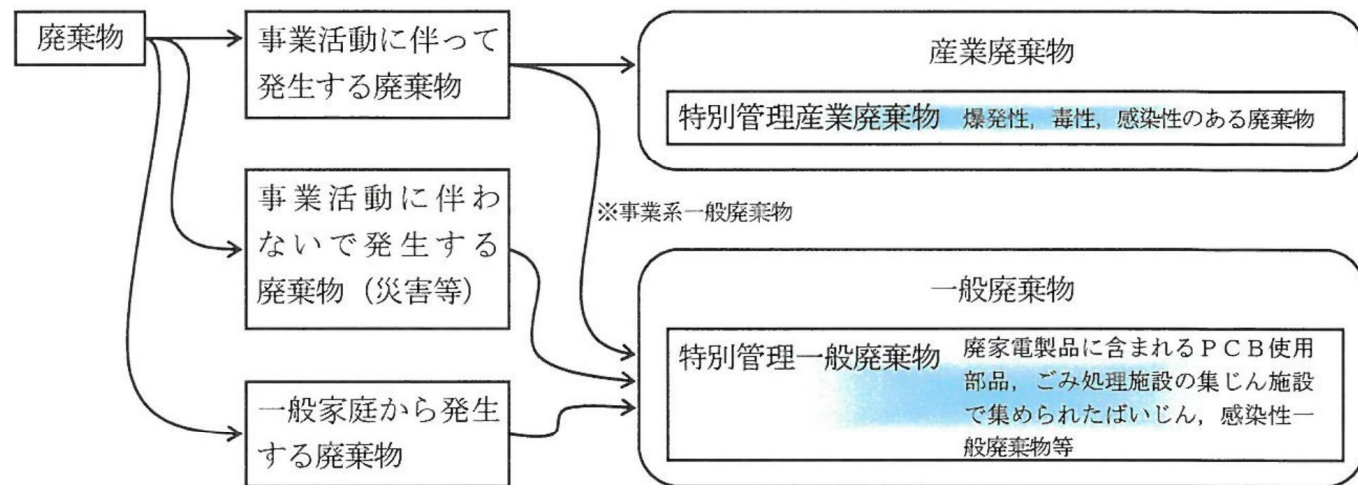 廃棄物
事業活動に伴って
発生する廃棄物
産業廃棄物
特別管理産業廃棄物 爆発性，毒性，感染性のある廃棄物
事業活動に伴わ
ないで発生する
廃棄物（災害等）
※事業系一般廃棄物
一般廃棄物
特別管理一般廃棄物
廃家電製品に含まれるＰＣＢ使用
部品，ごみ処理施設の集じん施設
で集められたばいじん，感染性一
般廃棄物等
一般家庭から発生
する廃棄物